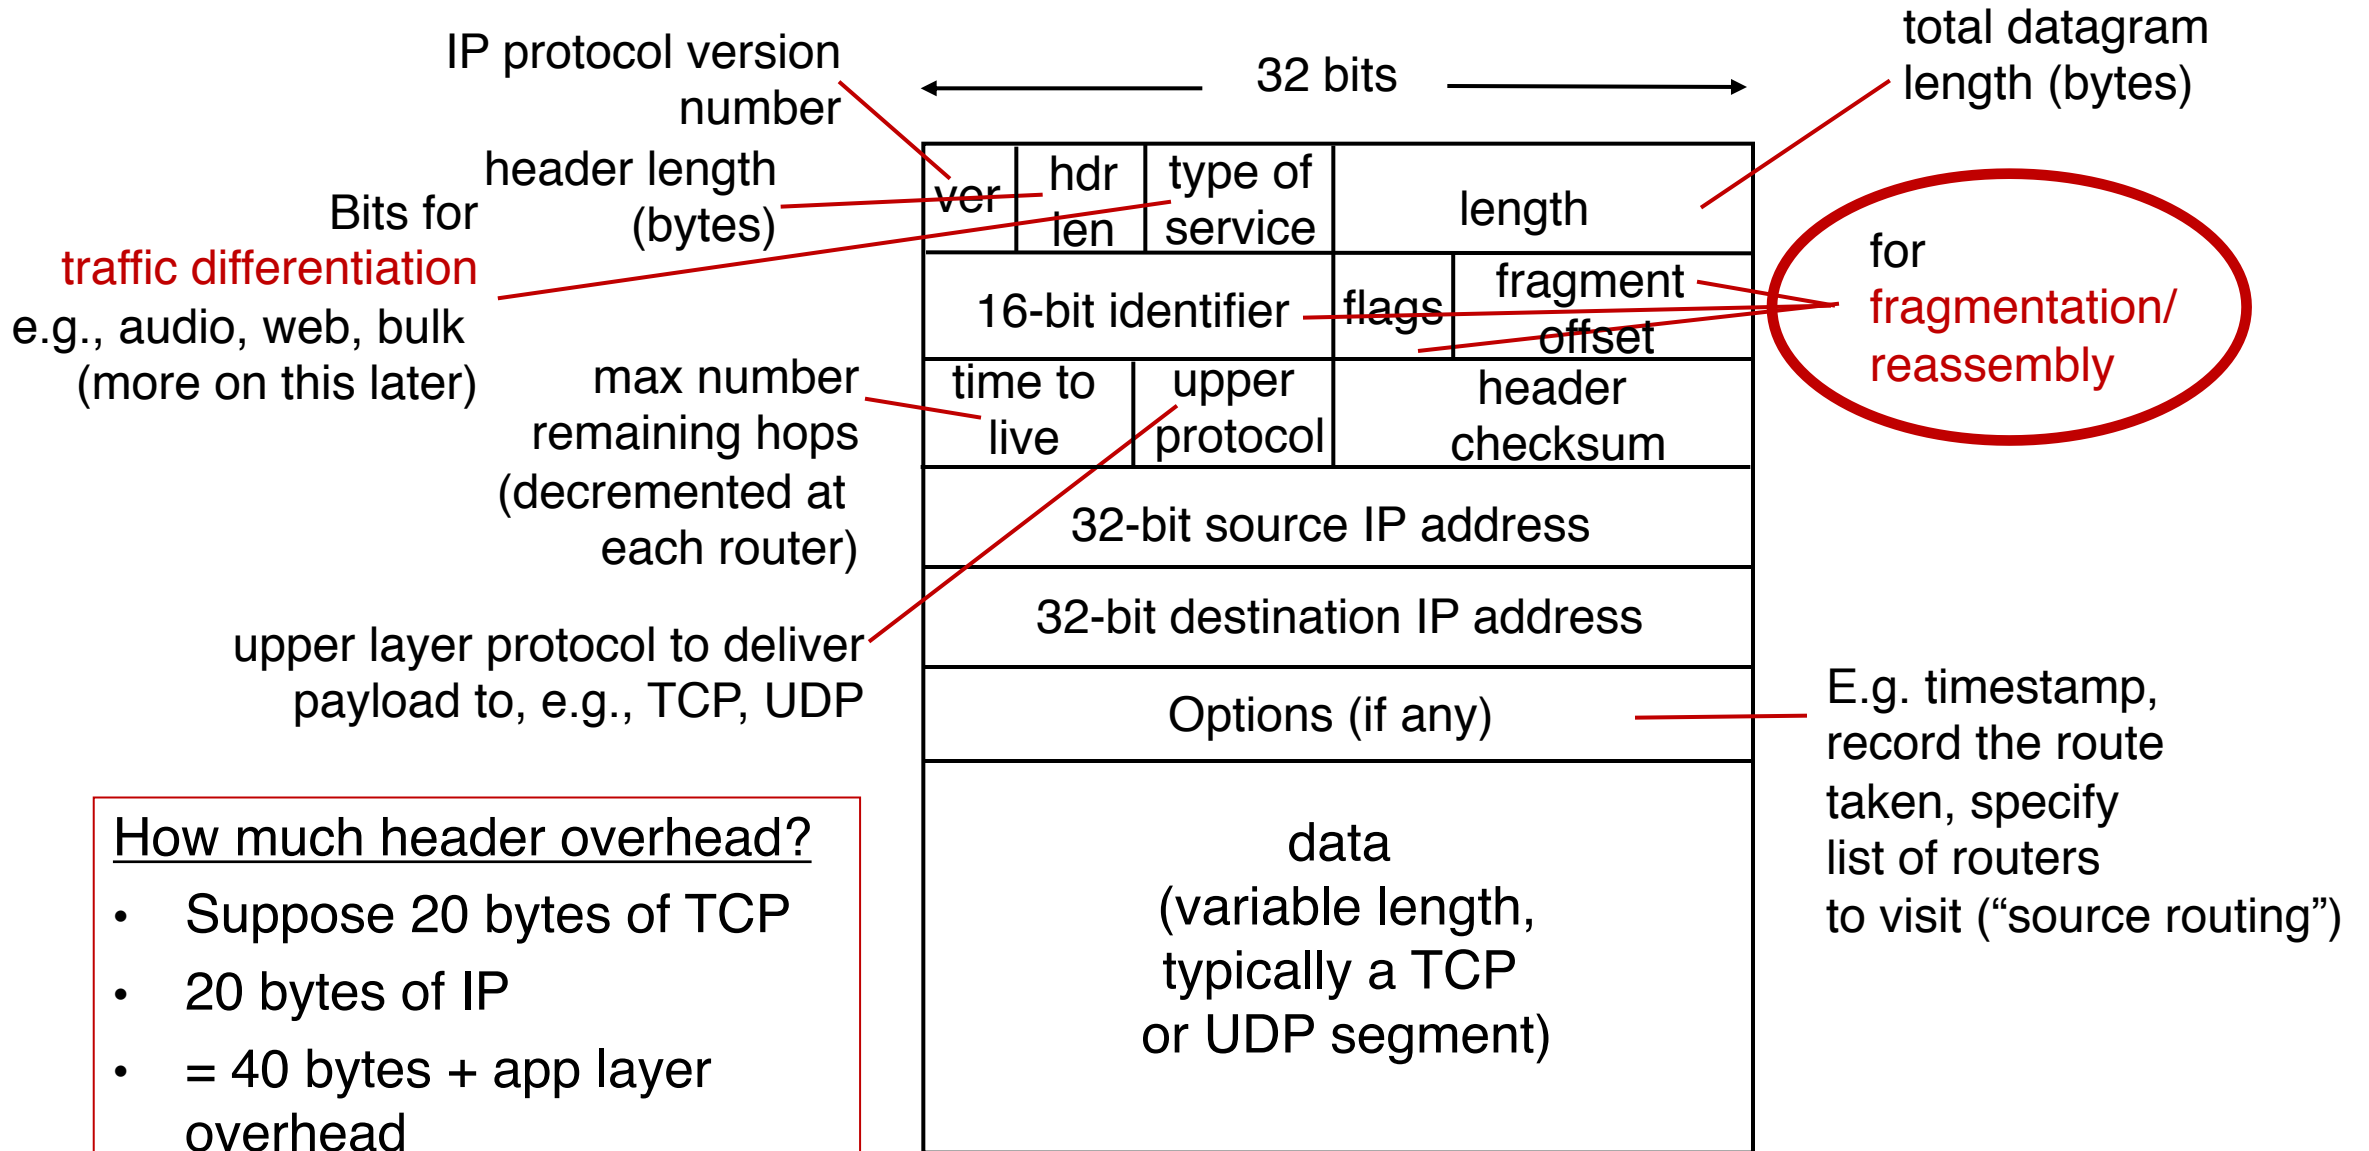 IP protocol version
number
header length
(bytes)
Bits for
traffic differentiation
e.g., audio, web, bulk
(more on this later)
max number
remaining hops
(decremented at
each router)
upper layer protocol to deliver
payload to, e.g., TCP, UDP
How much header overhead?
• Suppose 20 bytes of TCP
• 20 bytes of IP
• = 40 bytes + app layer
overhead
32 bits
ver
hdr
len
type of
service
length
16-bit identifier
flags
fragment
offset
time to
live
upper
protocol
header
checksum
32-bit source IP address
32-bit destination IP address
Options (if any)
data
(variable length,
typically a TCP
or UDP segment)
total datagram
length (bytes)
for
fragmentation/
reassembly
E.g. timestamp,
record the route
taken, specify
list of routers
to visit (“source routing”)